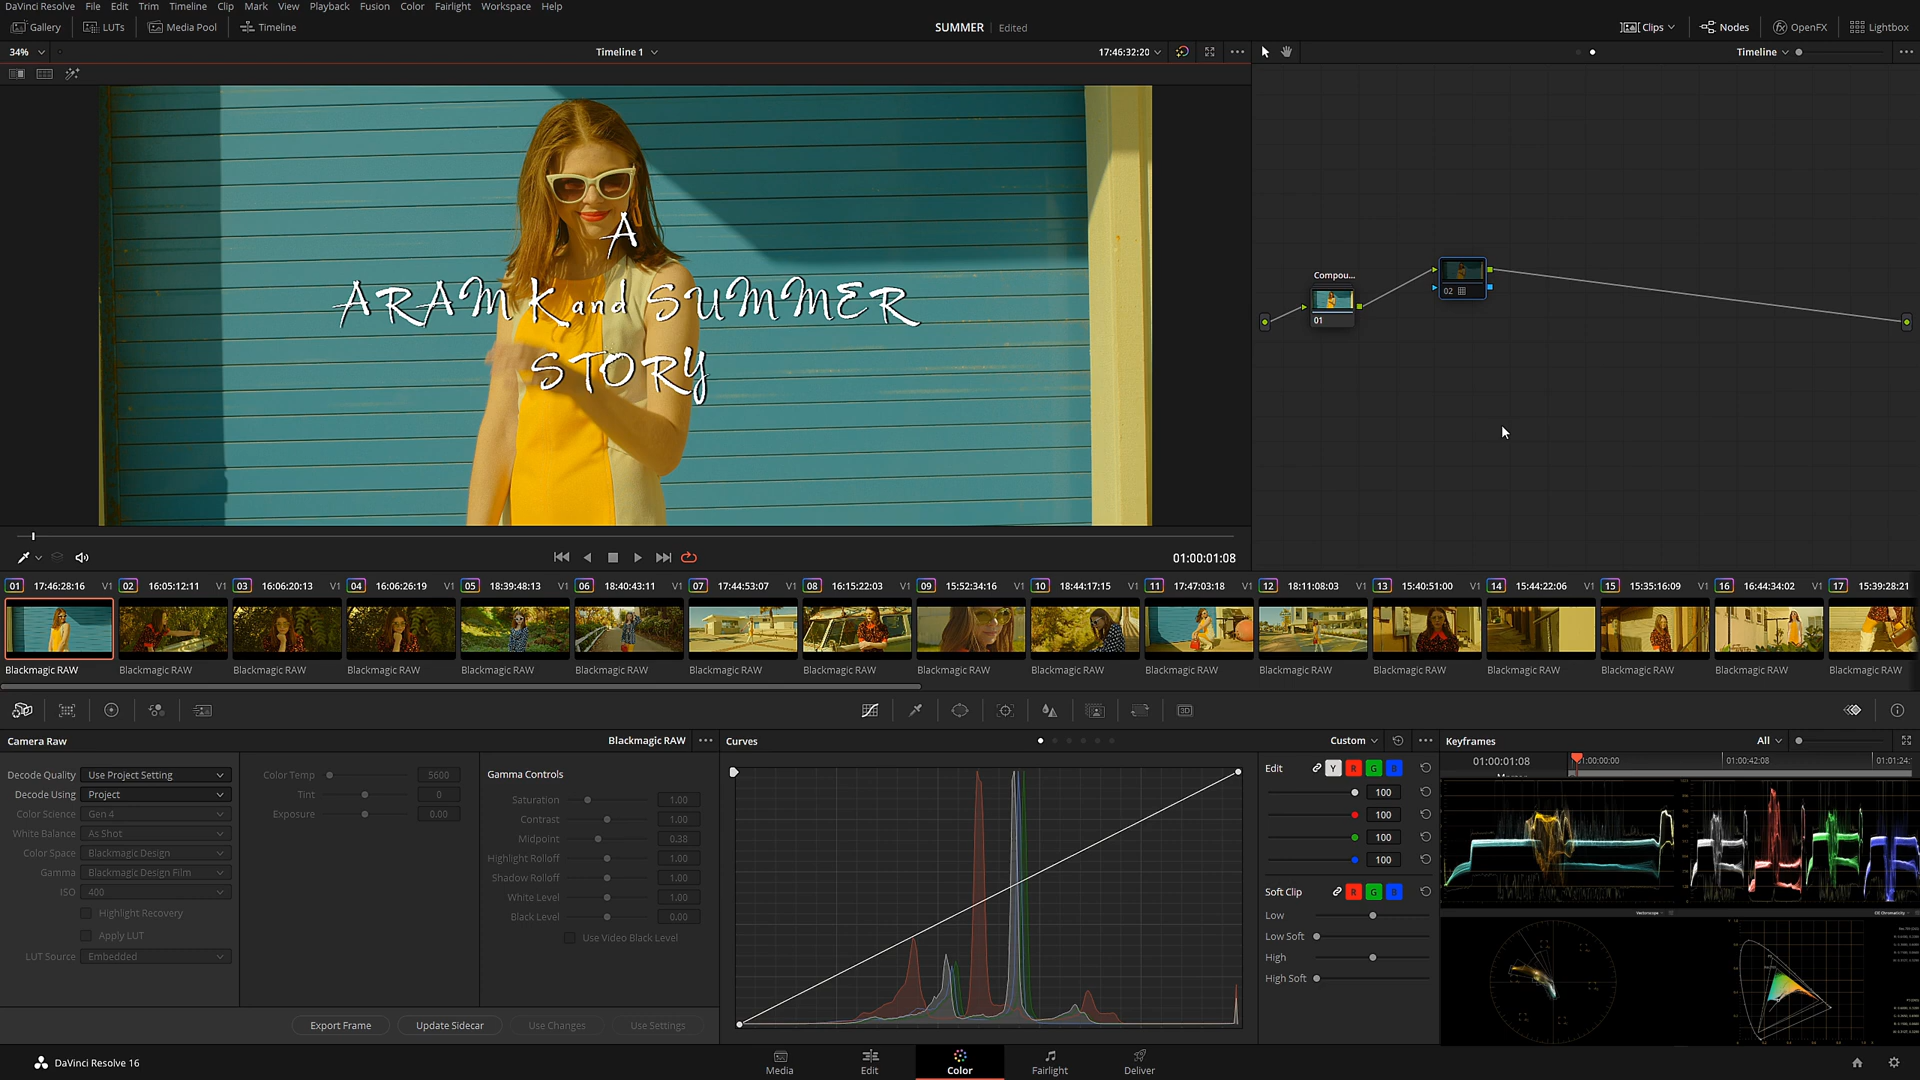 DaVinci Resolve File Edit Trim Timeline Clip Mark View Playback Fusion Color Fairlight Workspace Help
Gallery LUTs Media Pool Timeline SUMMER Edited Clips Nodes OpenFX Lightbox
34% Timeline 1 17:46:32:20 Timeline
A
ARAM K and SUMMER
STORY
Compou...
01
02
01:00:01:08
01 17:46:28:16 V1 02 16:05:12:11 V1 03 16:06:20:13 V1 04 16:06:26:19 V1 05 18:39:48:13 V1 06 18:40:43:11 V1 07 17:44:53:07 V1 08 16:15:22:03 V1 09 15:52:34:16 V1 10 18:44:17:15 V1 11 17:47:03:18 V1 12 18:11:08:03 V1 13 15:40:51:00 V1 14 15:44:22:06 V1 15 15:35:16:09 V1 16 16:44:34:02 V1 17 15:39:28:21
Blackmagic RAW Blackmagic RAW Blackmagic RAW Blackmagic RAW Blackmagic RAW Blackmagic RAW Blackmagic RAW Blackmagic RAW Blackmagic RAW Blackmagic RAW Blackmagic RAW Blackmagic RAW Blackmagic RAW Blackmagic RAW Blackmagic RAW Blackmagic RAW Blackmagic RAW
3D
Camera Raw Blackmagic RAW
Decode Quality Use Project Setting
Decode Using Project
Color Science Gen 4
White Balance As Shot
Color Space Blackmagic Design
Gamma Blackmagic Design Film
ISO 400
Highlight Recovery
Apply LUT
LUT Source Embedded
Color Temp 5600
Tint 0
Exposure 0.00
Gamma Controls
Saturation 1.00
Contrast 1.00
Midpoint 0.38
Highlight Rolloff 1.00
Shadow Rolloff 1.00
White Level 1.00
Black Level 0.00
Use Video Black Level
Export Frame Update Sidecar Use Changes Use Settings
Curves Custom
Edit Y R G B
100
100
100
100
Soft Clip R G B
Low
Low Soft
High
High Soft
Keyframes All
01:00:01:08 :00:00:00 01:00:42:08 01:01:24:
Vectorscope CIE Chromaticity
DaVinci Resolve 16 Media Edit Color Fairlight Deliver